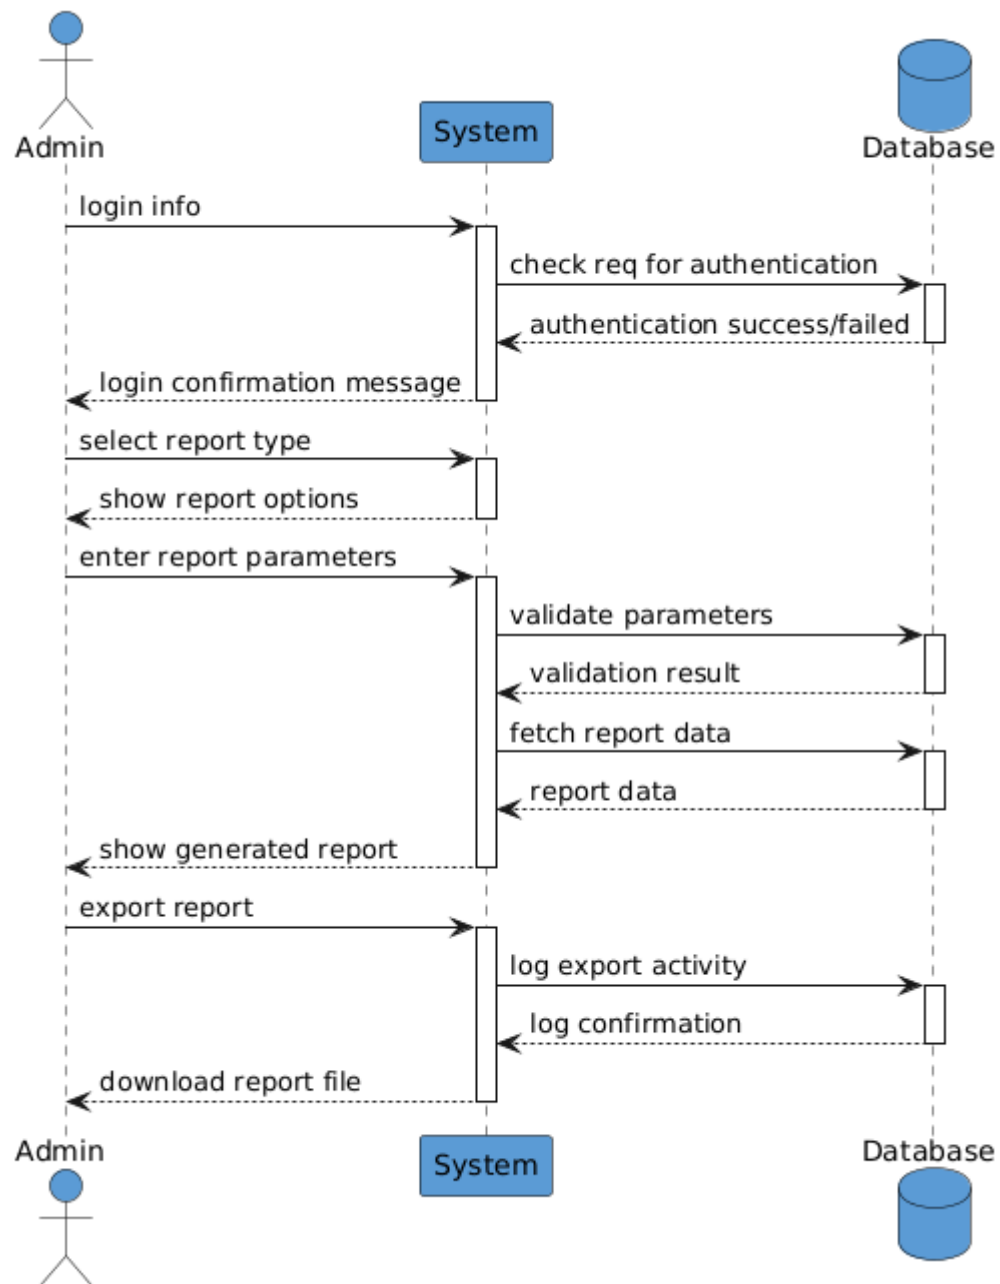 Admin
System
Database
login info
check req for authentication
authentication success/failed
login confirmation message
select report type
show report options
enter report parameters
validate parameters
validation result
fetch report data
report data
show generated report
export report
log export activity
log confirmation
download report file
Admin
System
Database